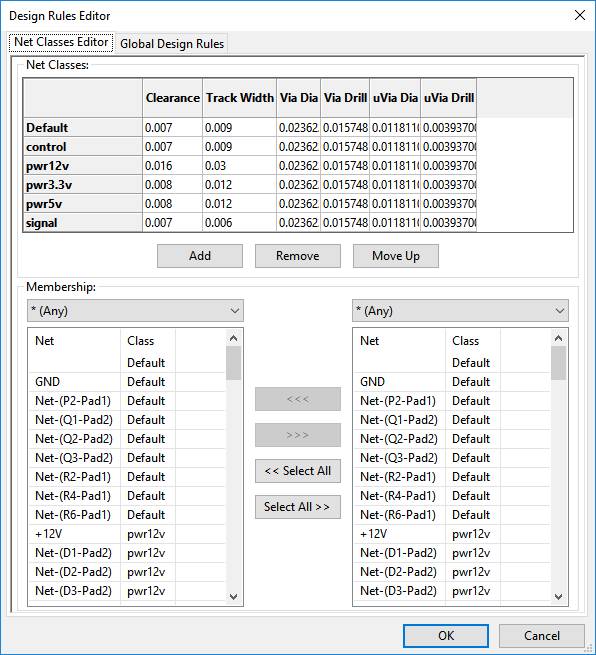 Design Rules Editor
Net Classes Editor Global Design Rules
Net Classes:
Clearance Track Width Via Dia Via Drill uVia Dia uVia Drill
Default 0.007 0.009 0.02362 0.015748 0.0118110 0.00393700
control 0.007 0.009 0.02362 0.015748 0.0118110 0.00393700
pwr12v 0.016 0.03 0.02362 0.015748 0.0118110 0.00393700
pwr3.3v 0.008 0.012 0.02362 0.015748 0.0118110 0.00393700
pwr5v 0.008 0.012 0.02362 0.015748 0.0118110 0.00393700
signal 0.007 0.006 0.02362 0.015748 0.0118110 0.00393700
Add Remove Move Up
Membership:
* (Any) * (Any)
Net Class Net Class
Default Default
GND Default GND Default
Net-(P2-Pad1) Default Net-(P2-Pad1) Default
Net-(Q1-Pad2) Default Net-(Q1-Pad2) Default
Net-(Q2-Pad2) Default Net-(Q2-Pad2) Default
Net-(Q3-Pad2) Default Net-(Q3-Pad2) Default
Net-(R2-Pad1) Default Net-(R2-Pad1) Default
Net-(R4-Pad1) Default Net-(R4-Pad1) Default
Net-(R6-Pad1) Default Net-(R6-Pad1) Default
+12V pwr12v +12V pwr12v
Net-(D1-Pad2) pwr12v Net-(D1-Pad2) pwr12v
Net-(D2-Pad2) pwr12v Net-(D2-Pad2) pwr12v
Net-(D3-Pad2) pwr12v Net-(D3-Pad2) pwr12v
<<<
>>>
<< Select All
Select All >>
OK Cancel